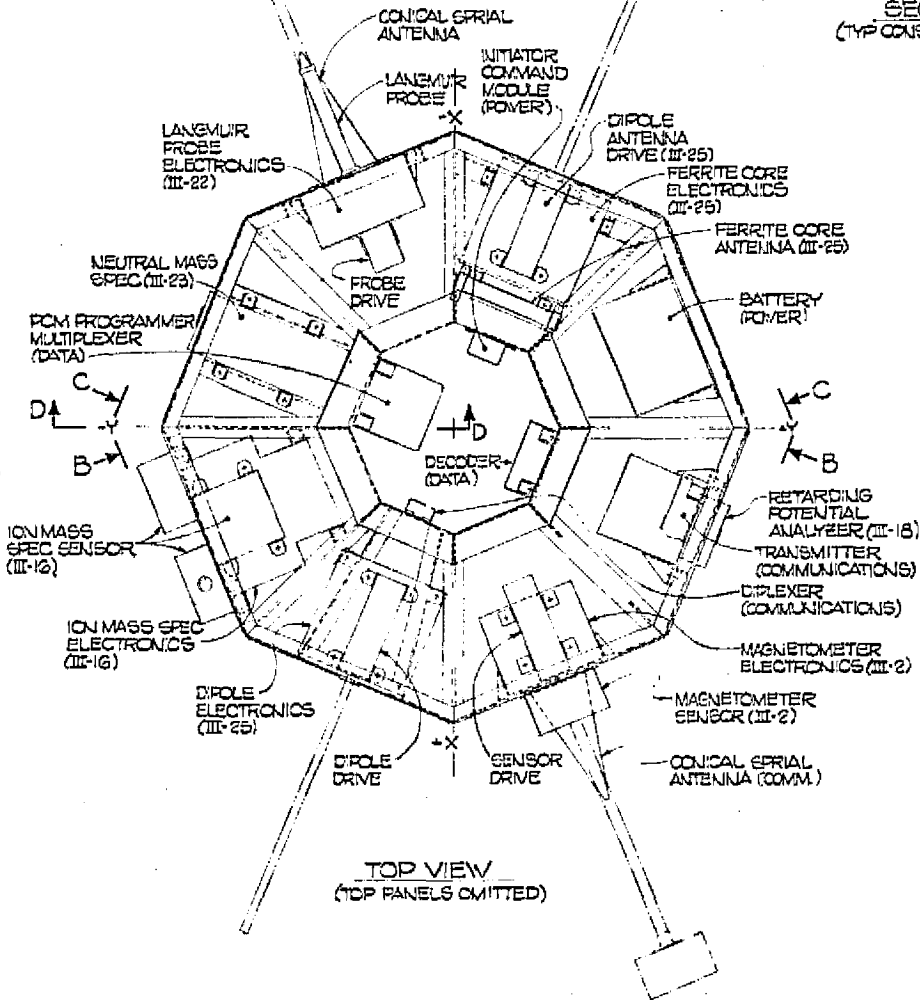 CONICAL SPRIAL
ANTENNA
LANGMUIR
PROBE
INITIATOR
COMMAND
MODULE
(POWER)
-X
(TYP CONS
LANGMUIR
PROBE
ELECTRONICS
(III-22)
DIPOLE
ANTENNA
DRIVE (III-25)
FERRITE CORE
ELECTRONICS
(III-25)
FERRITE CORE
ANTENNA (III-25)
NEUTRAL MASS
SPEC (III-23)
PROBE
DRIVE
BATTERY
(POWER)
PCM PROGRAMMER
MULTIPLEXER
(DATA)
C
C
D
-Y
D
B
B
DECODER
(DATA)
ION MASS
SPEC SENSOR
RETARDING
POTENTIAL
ANALYZER (III-18)
TRANSMITTER
(COMMUNICATIONS)
DIPLEXER
(COMMUNICATIONS)
ION MASS SPEC
ELECTRONICS
(III-16)
MAGNETOMETER
ELECTRONICS (III-2)
DIPOLE
ELECTRONICS
(III-25)
MAGNETOMETER
SENSOR (III-2)
+X
DIPOLE
DRIVE
SENSOR
DRIVE
CONICAL SPRIAL
ANTENNA (COMM.)
TOP VIEW
(TOP PANELS OMITTED)